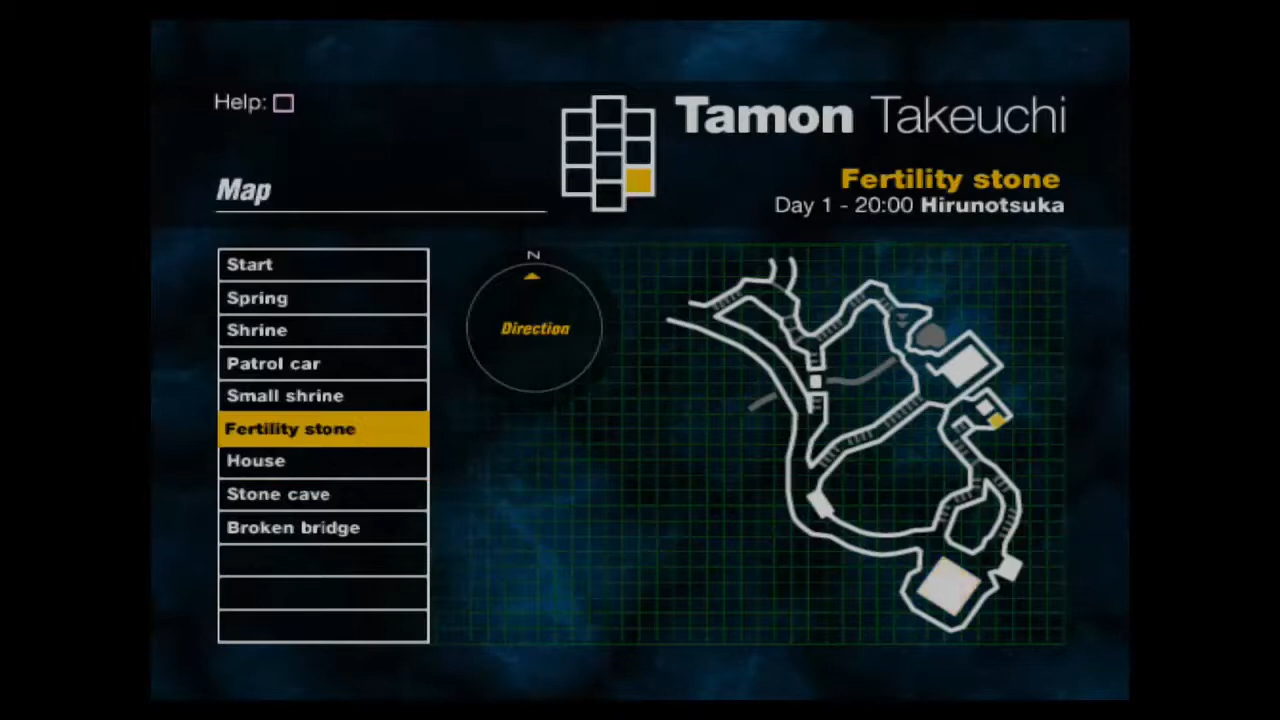 Help:
Tamon Takeuchi
Map
Fertility stone
Day 1 - 20:00 Hirunotsuka
Start
Spring
Shrine
Patrol car
Small shrine
Fertility stone
House
Stone cave
Broken bridge
N
Direction